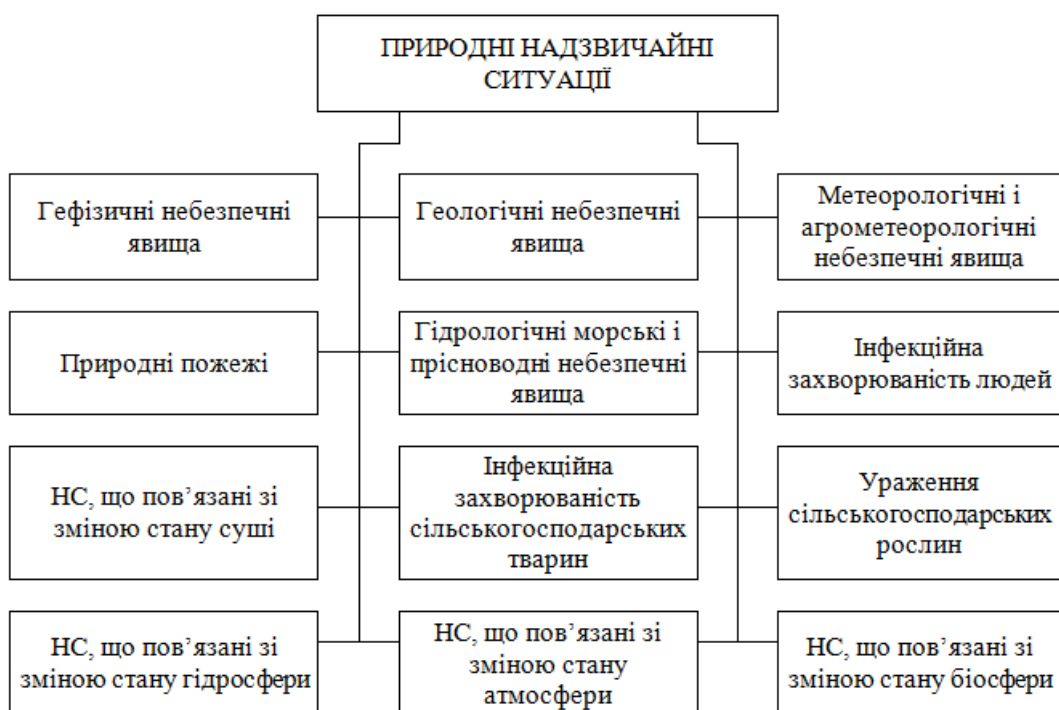 ПРИРОДНІ НАДЗВИЧАЙНІ
СИТУАЦІЇ
Гефізичні небезпечні
явища
Геологічні небезпечні
явища
Метеорологічні і
агрометеорологічні
небезпечні явища
Природні пожежі
Гідрологічні морські і
прісноводні небезпечні
явища
Інфекційна
захворюваність людей
НС, що пов’язані зі
зміною стану суші
Інфекційна
захворюваність
сільськогосподарських
тварин
Ураження
сільськогосподарських
рослин
НС, що пов’язані зі
зміною стану гідросфери
НС, що пов’язані зі
зміною стану
атмосфери
НС, що пов’язані зі
зміною стану біосфери